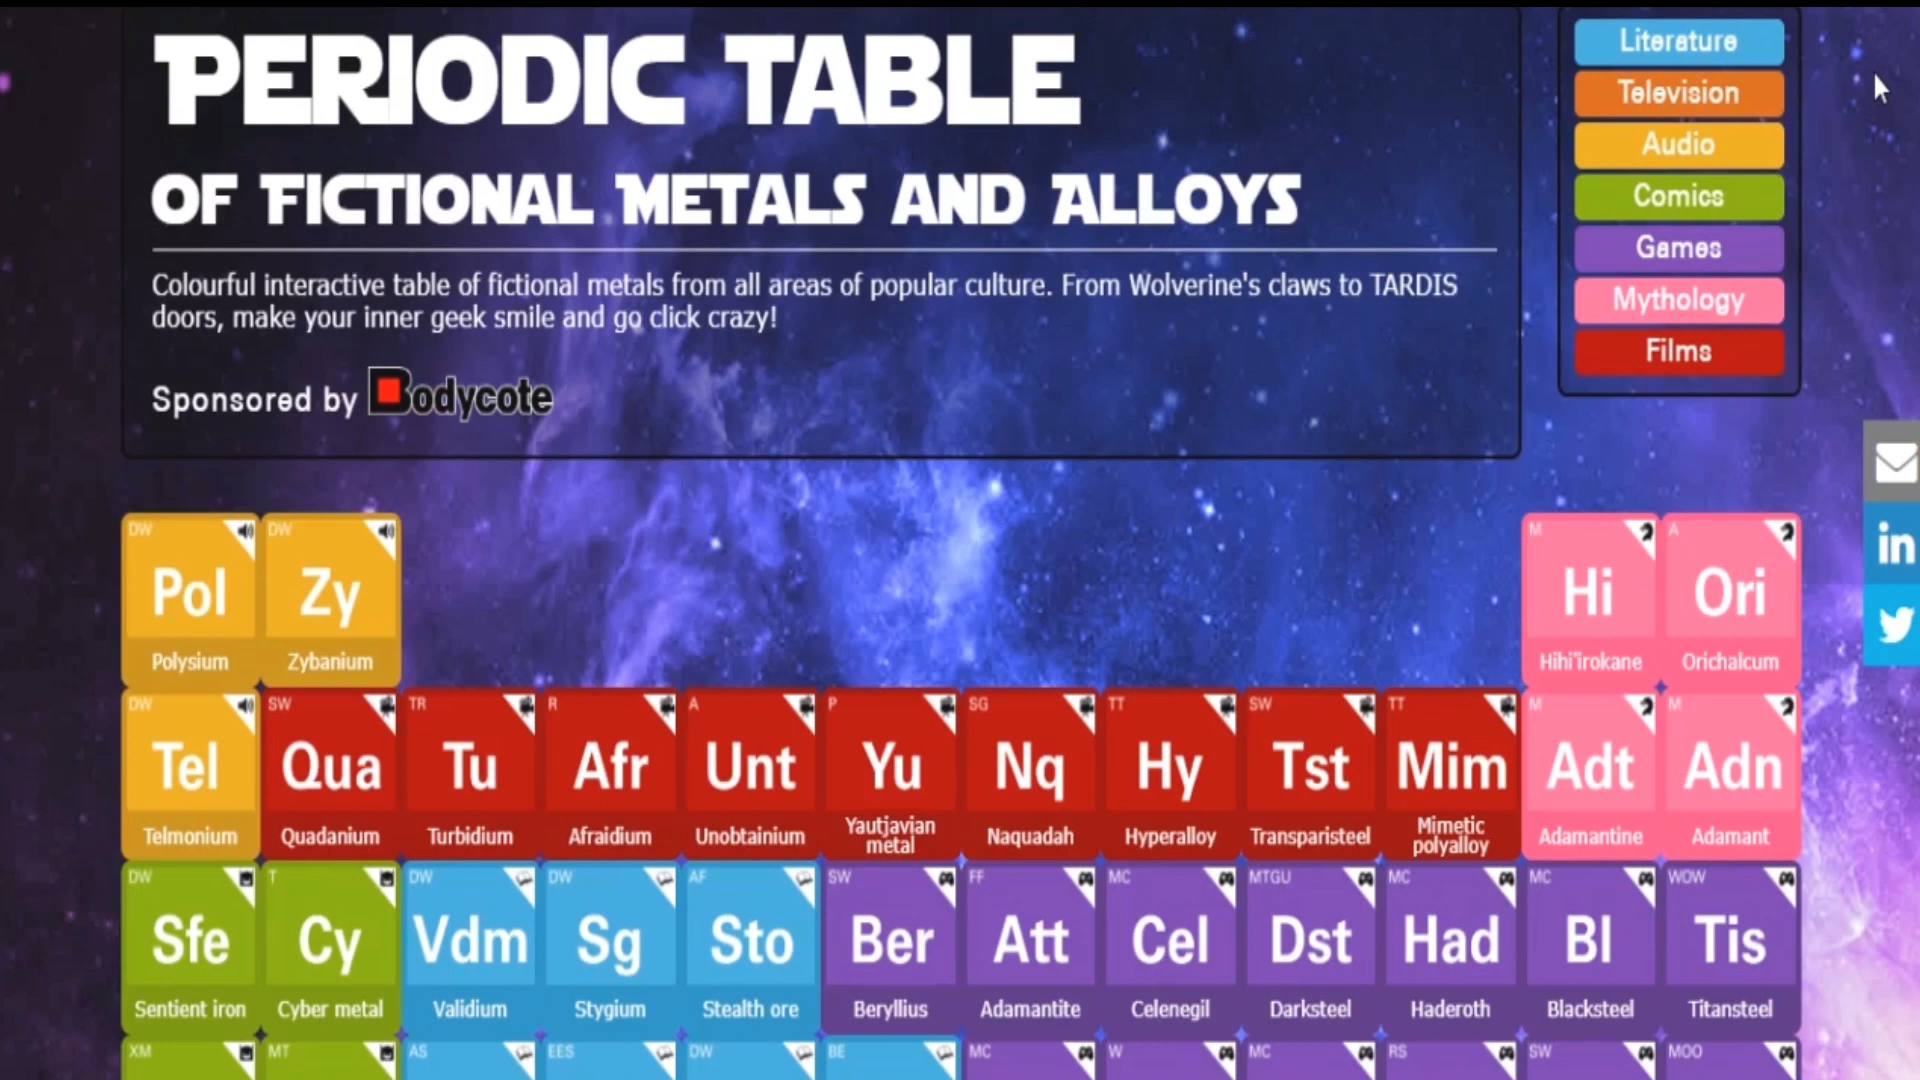 PERIODIC TABLE
OF FICTIONAL METALS AND ALLOYS
Colourful interactive table of fictional metals from all areas of popular culture. From Wolverine's claws to TARDIS
doors, make your inner geek smile and go click crazy!
Sponsored by Bodycote
Literature
Television
Audio
Comics
Games
Mythology
Films
in
DW DW M A
Pol Zy Hi Ori
Polysium Zybanium Hihi'irokane Orichalcum
DW SW TR R A P SG TT SW TT M M
Tel Qua Tu Afr Unt Yu Nq Hy Tst Mim Adt Adn
Telmonium Quadanium Turbidium Afraidium Unobtainium Yautjavian metal Naquadah Hyperalloy Transparisteel Mimetic polyalloy Adamantine Adamant
DW T DW DW AF SW FF MC MTGU MC MC WOW
Sfe Cy Vdm Sg Sto Ber Att Cel Dst Had Bl Tis
Sentient iron Cyber metal Validium Stygium Stealth ore Beryllius Adamantite Celenegil Darksteel Haderoth Blacksteel Titansteel
XM MT AS EES DW BE MC W MC RS SW MOO